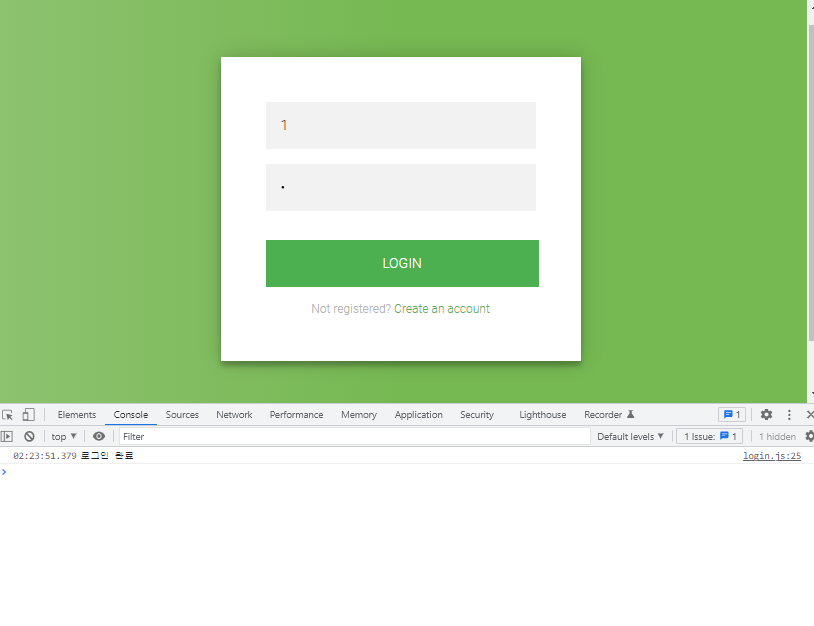 1
•
LOGIN
Not registered? Create an account
Elements Console Sources Network Performance Memory Application Security Lighthouse Recorder 1
top Filter Default levels 1 Issue: 1 1 hidden
02:23:51.379 로그인 완료 login.js:25